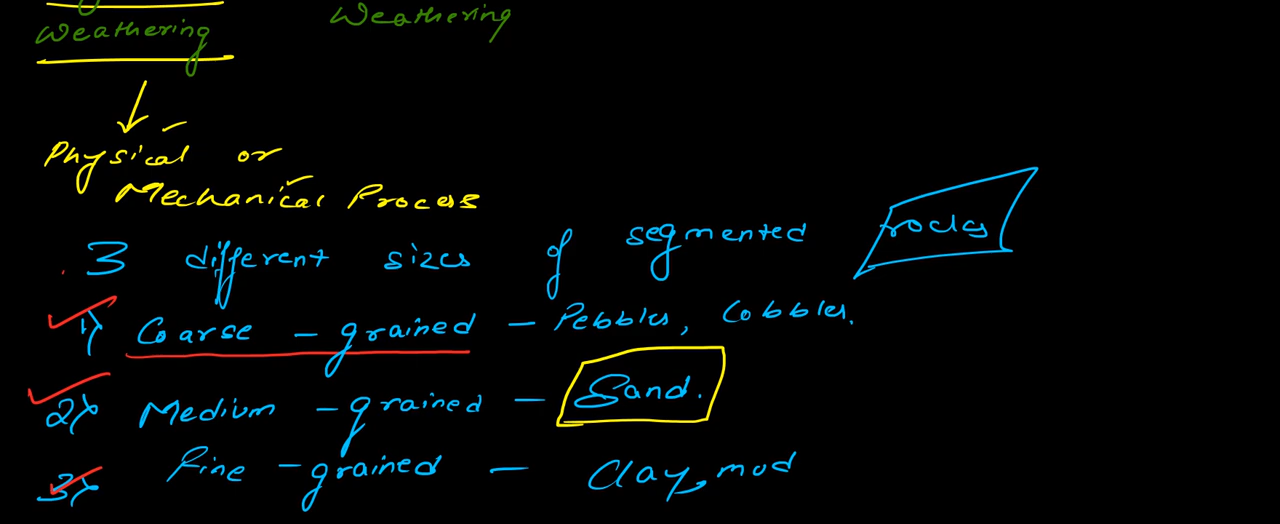 Weathering Weathering
Physical or
Mechanical Process
3 different sizes of segmented rocks
1) Coarse - grained - Pebbles, Cobbles.
2) Medium - grained - Sand.
3) Fine - grained - Clay, mud